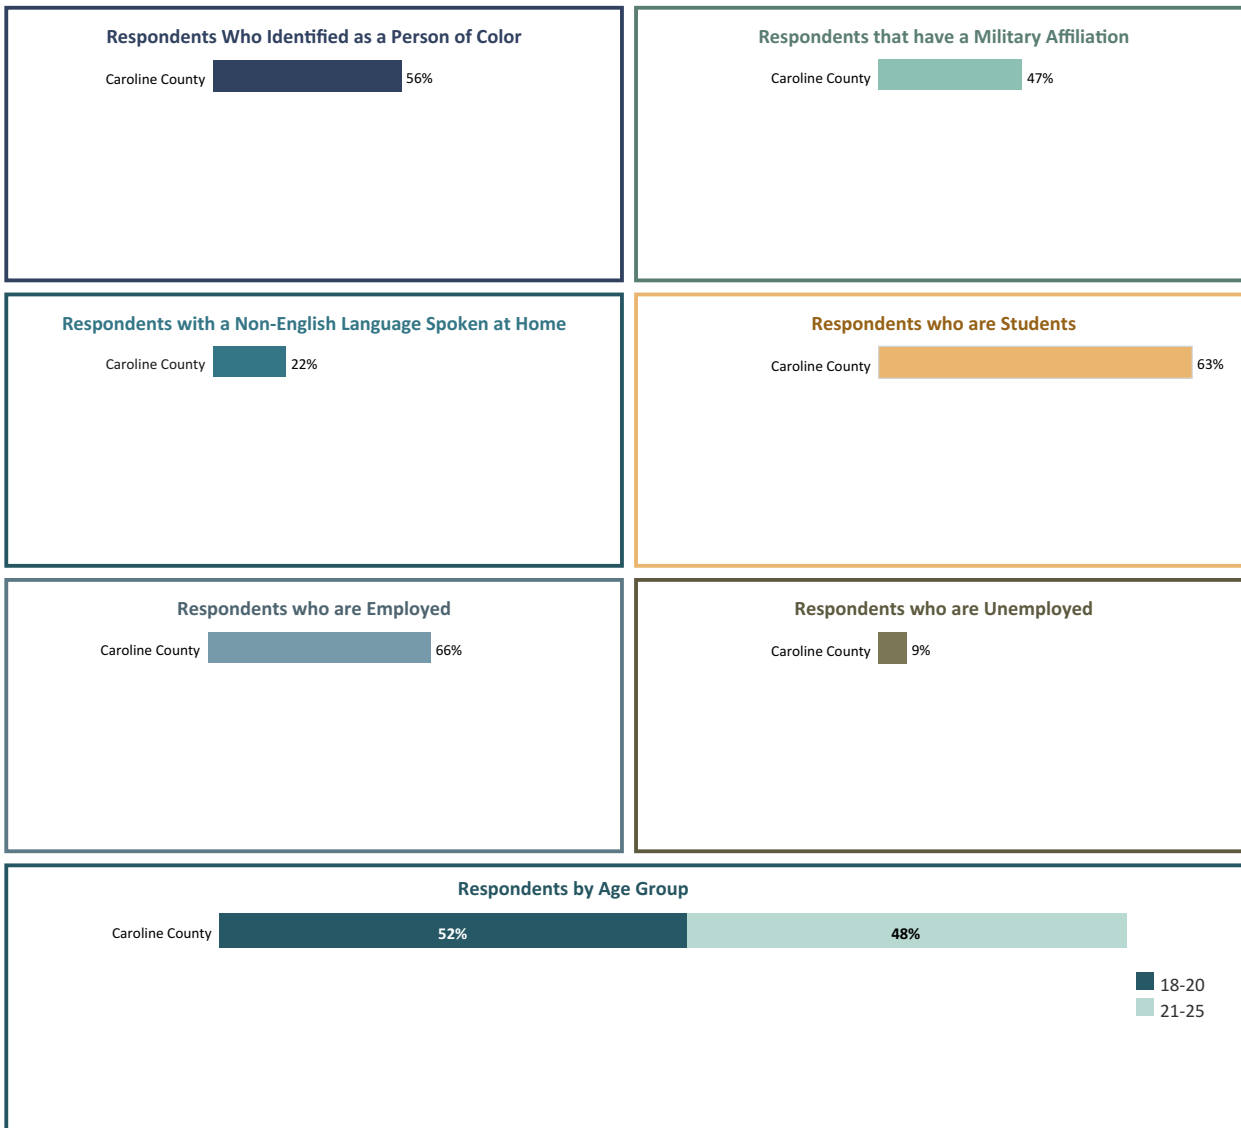 Respondents Who Identified as a Person of Color
Caroline County 56%
Respondents that have a Military Affiliation
Caroline County 47%
Respondents with a Non-English Language Spoken at Home
Caroline County 22%
Respondents who are Students
Caroline County 63%
Respondents who are Employed
Caroline County 66%
Respondents who are Unemployed
Caroline County 9%
Respondents by Age Group
Caroline County 52% 48%
18-20
21-25